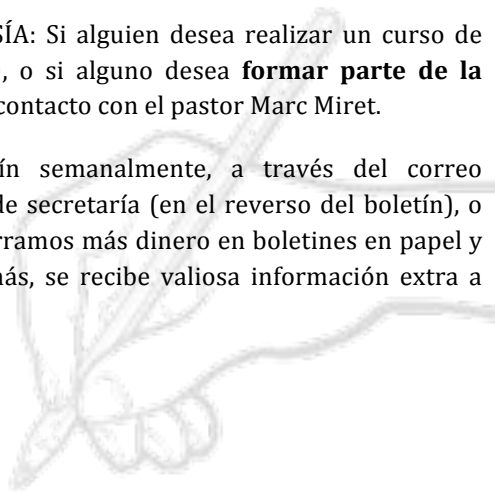 SÍA: Si alguien desea realizar un curso de
, o si alguno desea formar parte de la
contacto con el pastor Marc Miret.
ín semanalmente, a través del correo
de secretaría (en el reverso del boletín), o
rramos más dinero en boletines en papel y
más, se recibe valiosa información extra a